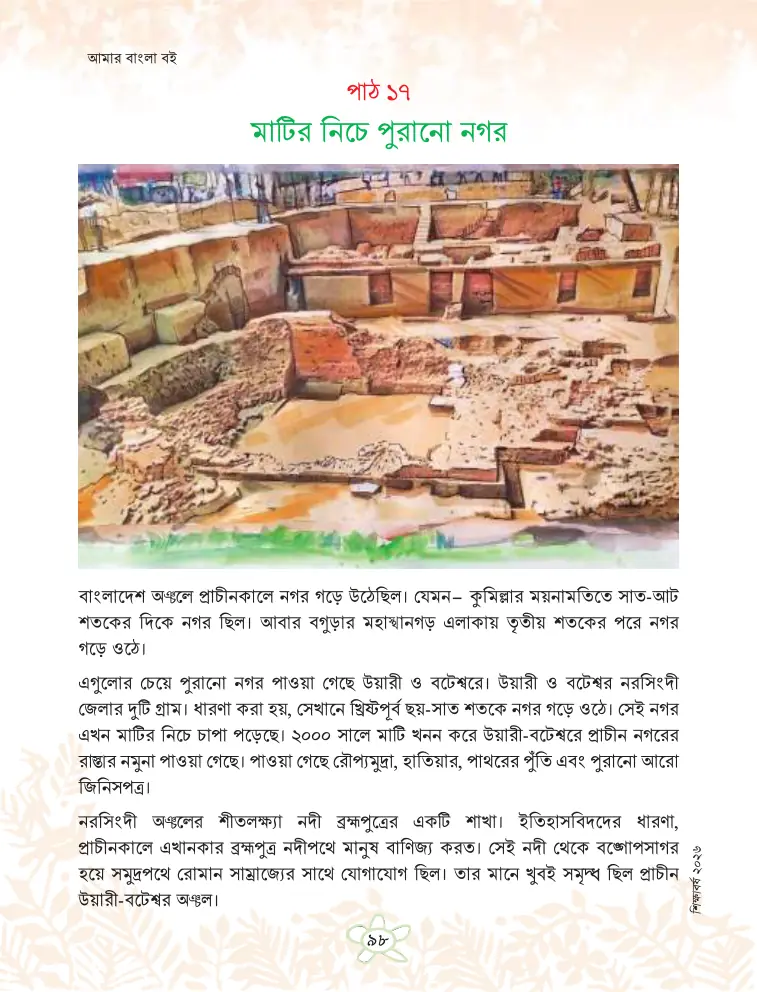 আমার বাংলা বই
পাঠ ১৭
মাটির নিচে পুরানো নগর
বাংলাদেশ অঞ্চলে প্রাচীনকালে নগর গড়ে উঠেছিল। যেমন– কুমিল্লার ময়নামতিতে সাত-আট
শতকের দিকে নগর ছিল। আবার বগুড়ার মহাস্থানগড় এলাকায় তৃতীয় শতকের পরে নগর
গড়ে ওঠে।
এগুলোর চেয়ে পুরানো নগর পাওয়া গেছে উয়ারী ও বটেশ্বরে। উয়ারী ও বটেশ্বর নরসিংদী
জেলার দুটি গ্রাম। ধারণা করা হয়, সেখানে খ্রিষ্টপূর্ব ছয়-সাত শতকে নগর গড়ে ওঠে। সেই নগর
এখন মাটির নিচে চাপা পড়েছে। ২০০০ সালে মাটি খনন করে উয়ারী-বটেশ্বরে প্রাচীন নগরের
রাস্তার নমুনা পাওয়া গেছে। পাওয়া গেছে রৌপ্যমুদ্রা, হাতিয়ার, পাথরের পুঁতি এবং পুরানো আরো
জিনিসপত্র।
নরসিংদী অঞ্চলের শীতলক্ষ্যা নদী ব্রহ্মপুত্রের একটি শাখা। ইতিহাসবিদদের ধারণা,
প্রাচীনকালে এখানকার ব্রহ্মপুত্র নদীপথে মানুষ বাণিজ্য করত। সেই নদী থেকে বঙ্গোপসাগর
হয়ে সমুদ্রপথে রোমান সাম্রাজ্যের সাথে যোগাযোগ ছিল। তার মানে খুবই সমৃদ্ধ ছিল প্রাচীন
উয়ারী-বটেশ্বর অঞ্চল।
শিক্ষাবর্ষ ২০২৬
৯৮